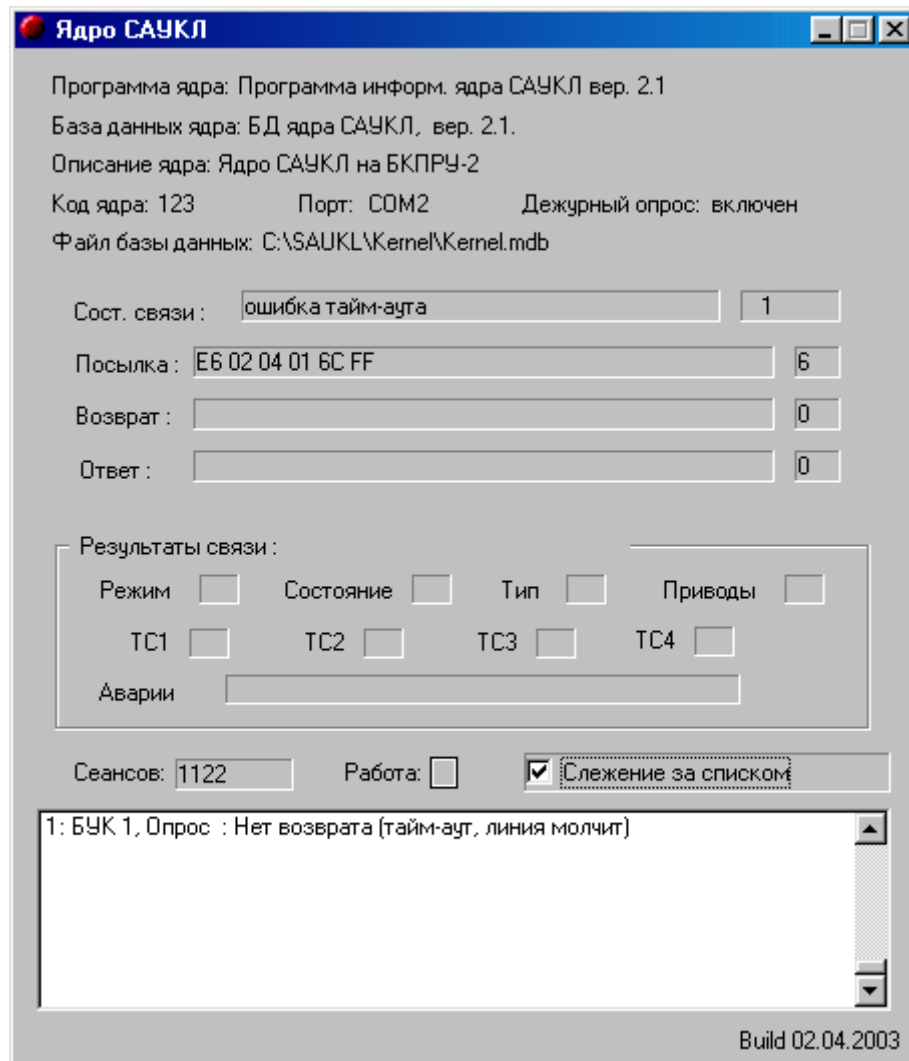 Ядро САУКЛ
Программа ядра: Программа информ. ядра САУКЛ вер. 2.1
База данных ядра: БД ядра САУКЛ, вер. 2.1.
Описание ядра: Ядро САУКЛ на БКПРУ-2
Код ядра: 123 Порт: COM2 Дежурный опрос: включен
Файл базы данных: C:\SAUKL\Kernel\Kernel.mdb
Сост. связи : ошибка тайм-аута 1
Посылка : E6 02 04 01 6C FF 6
Возврат : 0
Ответ : 0
Результаты связи :
Режим Состояние Тип Приводы
ТС1 ТС2 ТС3 ТС4
Аварии
Сеансов: 1122 Работа: Слежение за списком
1: БУК 1, Опрос : Нет возврата (тайм-аут, линия молчит)
Build 02.04.2003